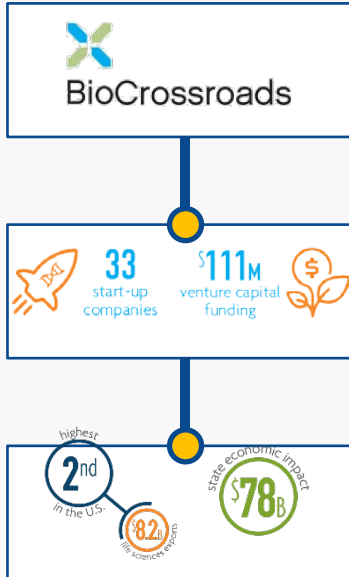 BioCrossroads
33
start-up
companies
$111M
venture capital
funding
highest
2nd
in the U.S.
$8.2B
life sciences exports
state economic impact
$78B